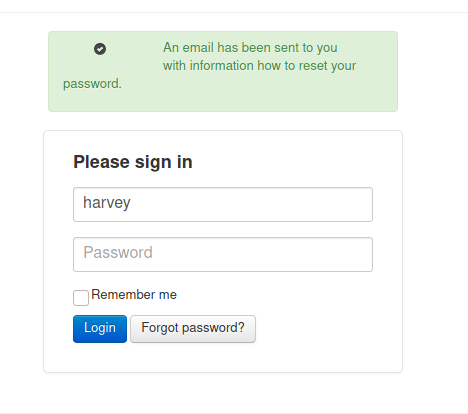 An email has been sent to you
with information how to reset your
password.
Please sign in
harvey
Password
Remember me
Login Forgot password?